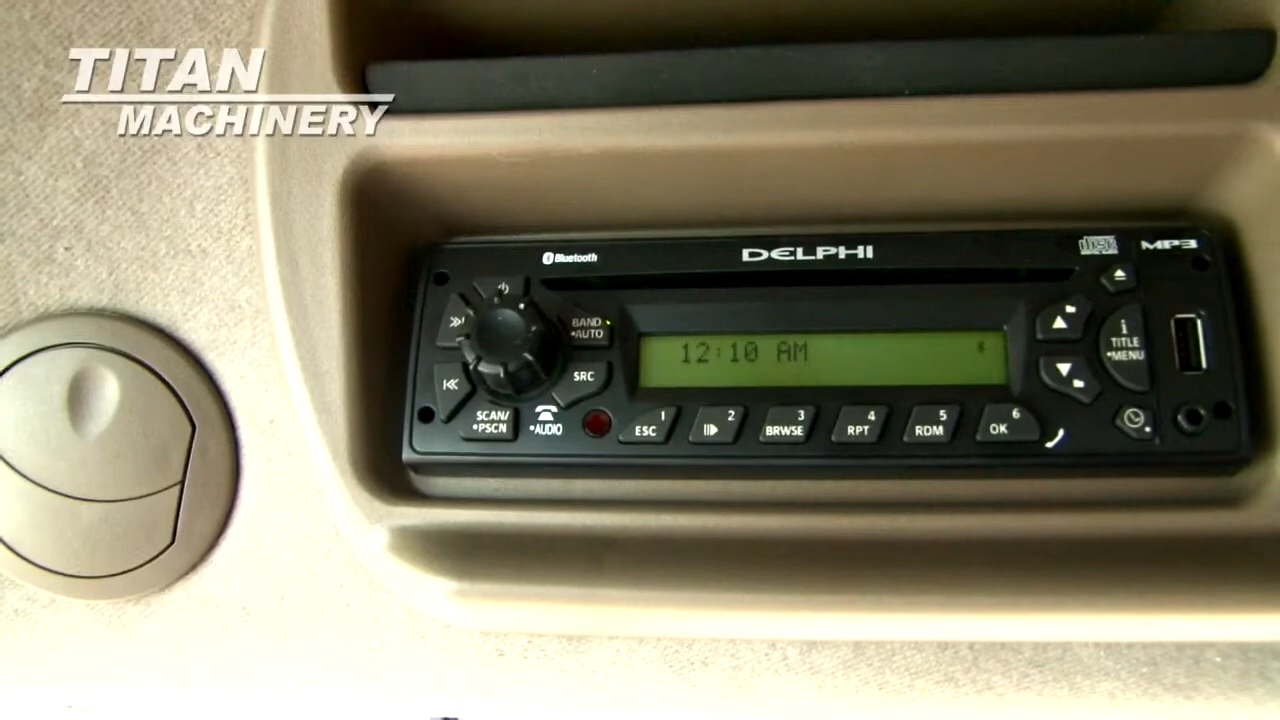 TITAN
MACHINERY
Bluetooth
DELPHI
disc
MP3
BAND
•AUTO
i
TITLE
•MENU
12:10 AM
SRC
SCAN/
•PSCN
•AUDIO
1
ESC
2
3
BRWSE
4
RPT
5
RDM
6
OK